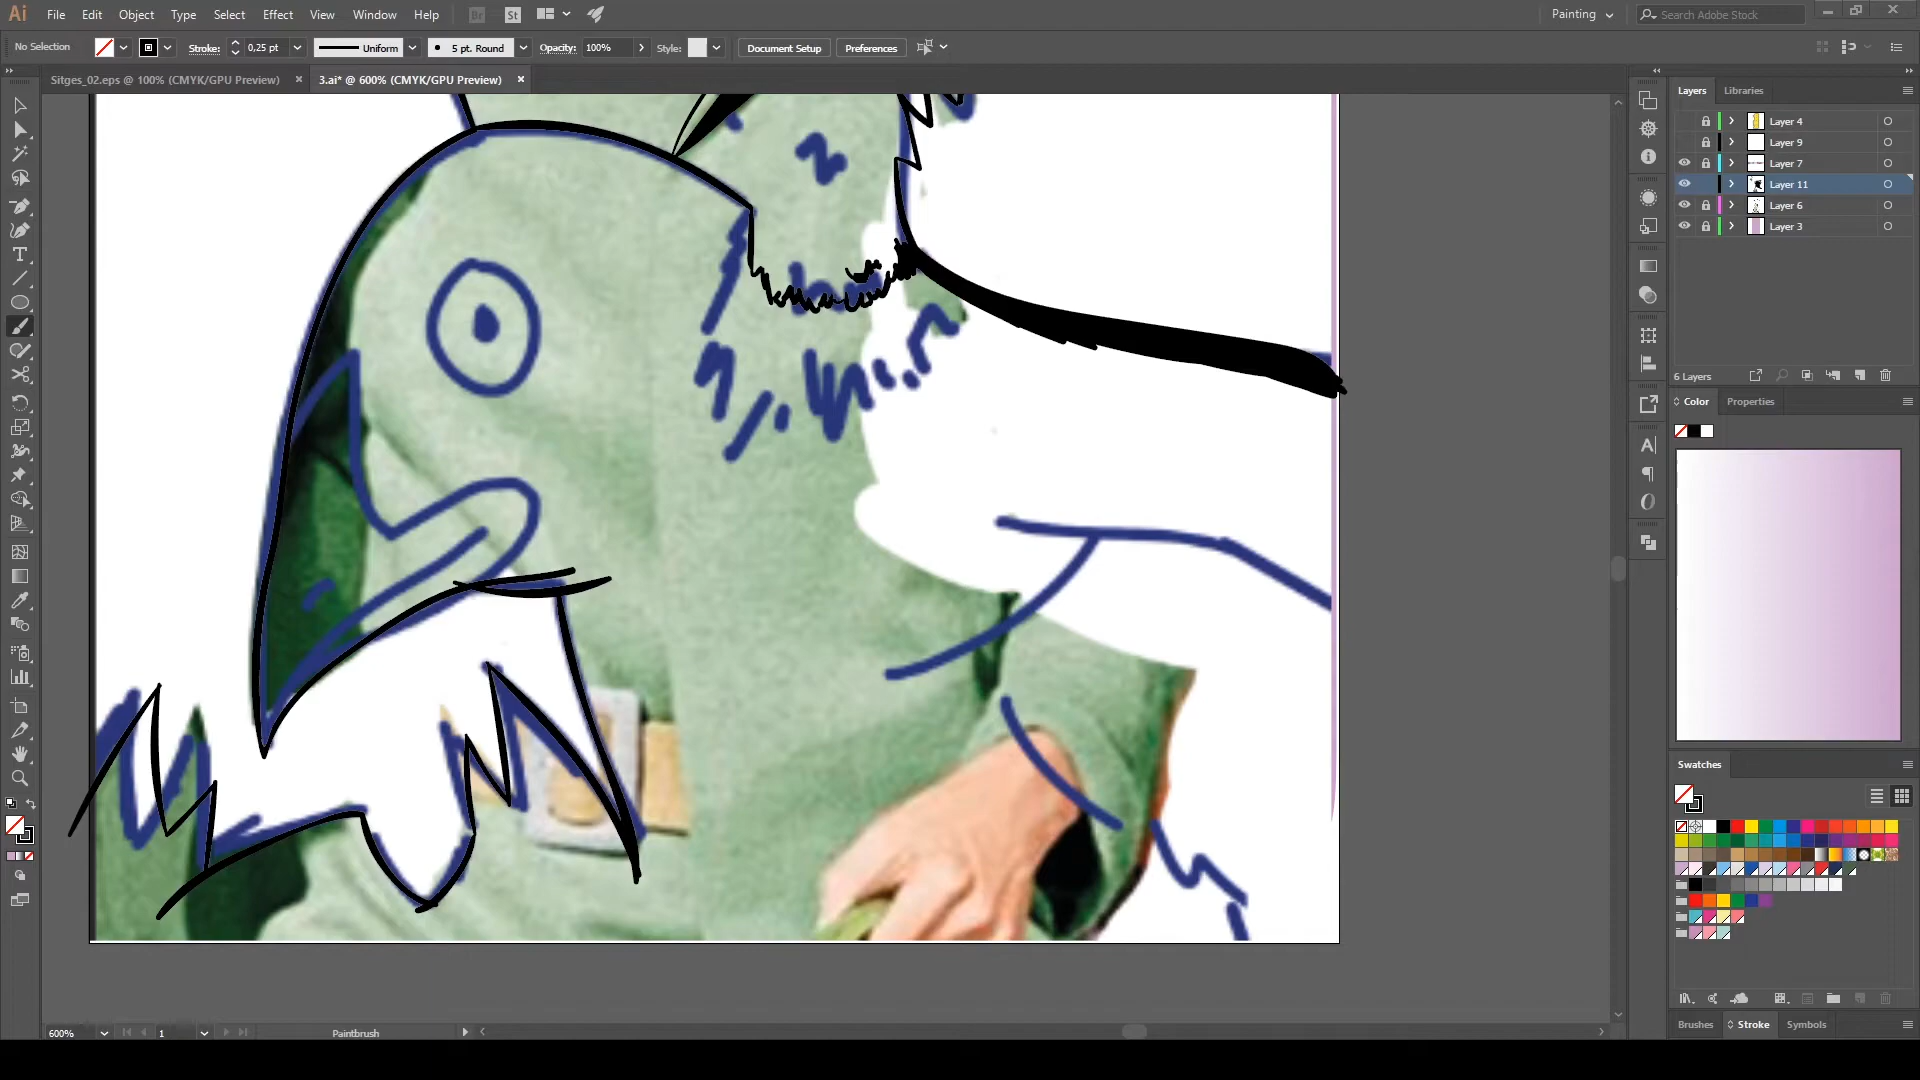 Ai File Edit Object Type Select Effect View Window Help Br St Painting Search Adobe Stock
No Selection Stroke: 0,25 pt Uniform 5 pt. Round Opacity: 100% Style: Document Setup Preferences
Sitges_02.eps @ 100% (CMYK/GPU Preview) × 3.ai* @ 600% (CMYK/GPU Preview) ×
Layers Libraries
Layer 4
Layer 9
Layer 7
Layer 11
Layer 6
Layer 3
6 Layers
Color Properties
Swatches
Brushes Stroke Symbols
600% 1 Paintbrush